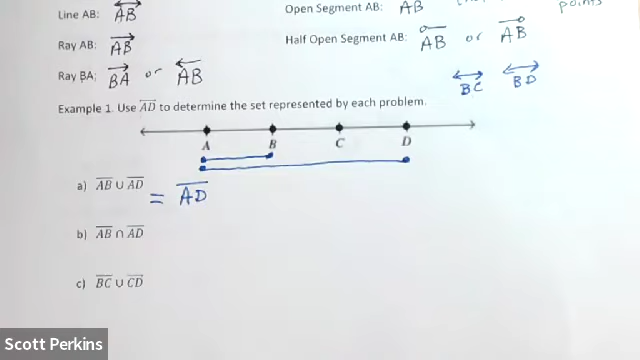 Line AB: AB
Open Segment AB: AB
points
Ray AB: AB
Half Open Segment AB: AB or AB
Ray BA: BA or AB
BC BD
Example 1. Use AD to determine the set represented by each problem.
A B C D
a) AB ∪ AD = AD
b) AB ∩ AD
c) BC ∪ CD
Scott Perkins